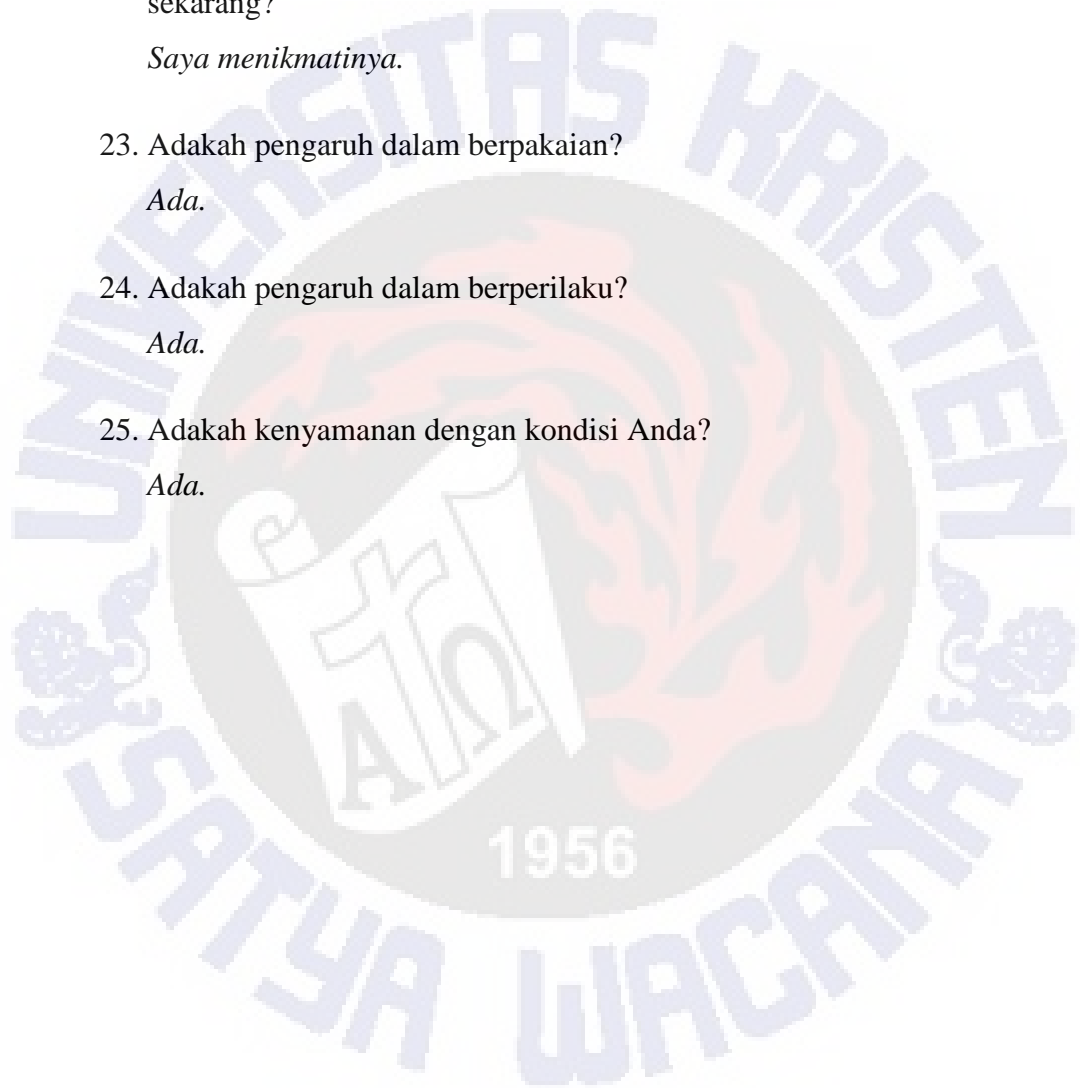 sekarang?
Saya menikmatinya.
23. Adakah pengaruh dalam berpakaian?
Ada.
24. Adakah pengaruh dalam berperilaku?
Ada.
25. Adakah kenyamanan dengan kondisi Anda?
Ada.
UNIVERSITAS KRISTEN
SATYA WACANA
1956
Α
Ω